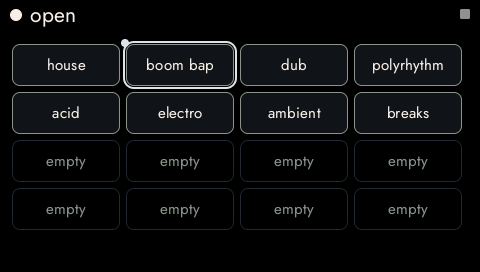 open
house boom bap dub polyrhythm
acid electro ambient breaks
empty empty empty empty
empty empty empty empty